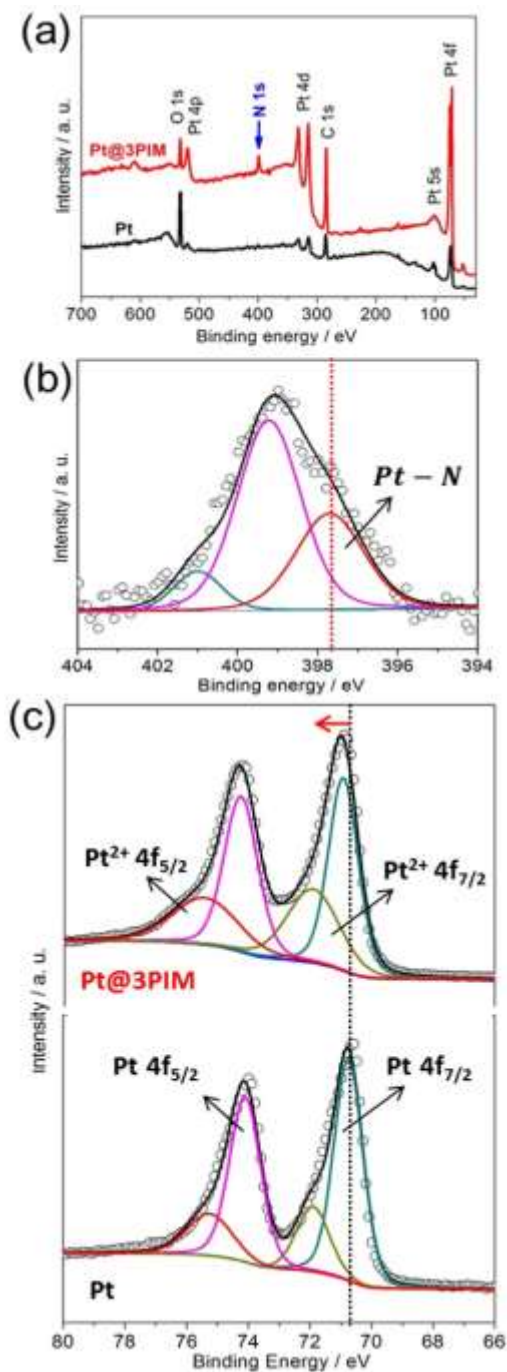 (a)
O 1s
Pt 4p
N 1s
Pt 4d
C 1s
Pt 5s
Pt 4f
Pt@3PIM
Pt
Intensity / a. u.
700 600 500 400 300 200 100
Binding energy / eV
(b)
Pt − N
Intensity / a. u.
404 402 400 398 396 394
Binding energy / eV
(c)
Pt²⁺ 4f₅/₂
Pt²⁺ 4f₇/₂
Pt@3PIM
Intensity / a. u.
Pt 4f₅/₂
Pt 4f₇/₂
Pt
80 78 76 74 72 70 68 66
Binding Energy / eV